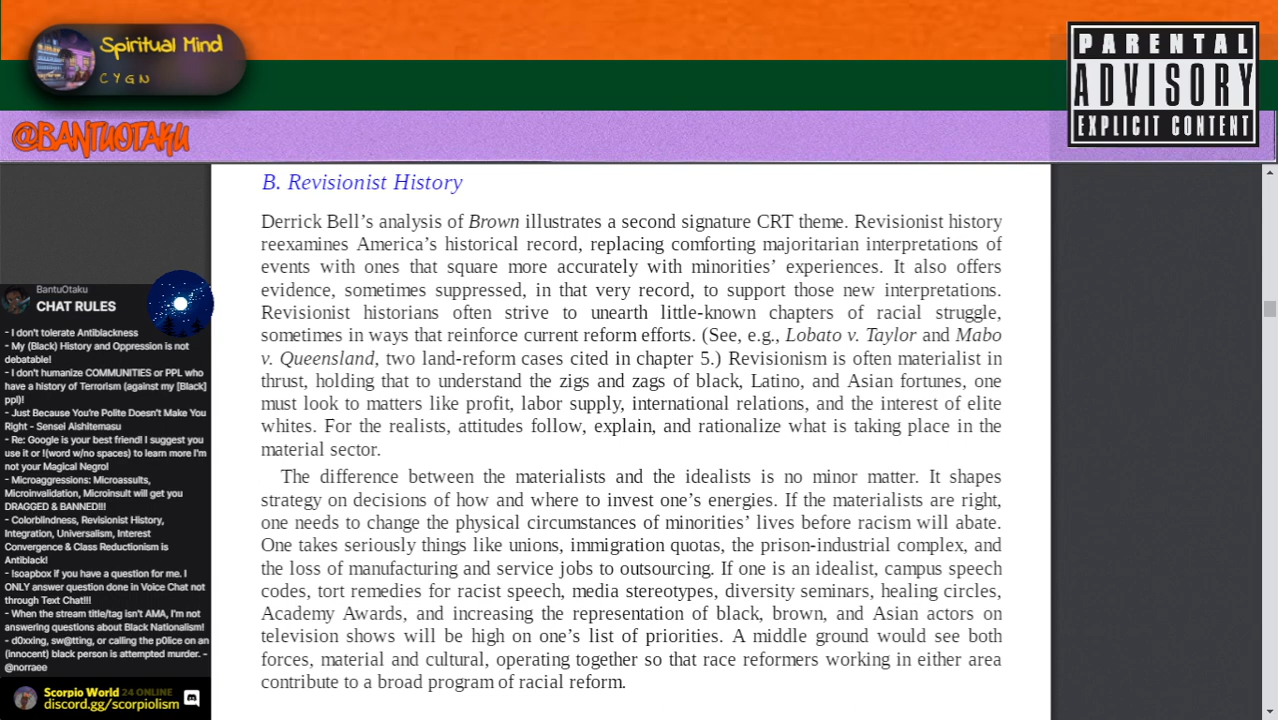 Spiritual Mind
CYGN
PARENTAL
ADVISORY
EXPLICIT CONTENT
@BANTUOTAKU
B. Revisionist History
Derrick Bell’s analysis of Brown illustrates a second signature CRT theme. Revisionist history
reexamines America’s historical record, replacing comforting majoritarian interpretations of
events with ones that square more accurately with minorities’ experiences. It also offers
evidence, sometimes suppressed, in that very record, to support those new interpretations.
Revisionist historians often strive to unearth little-known chapters of racial struggle,
sometimes in ways that reinforce current reform efforts. (See, e.g., Lobato v. Taylor and Mabo
v. Queensland, two land-reform cases cited in chapter 5.) Revisionism is often materialist in
thrust, holding that to understand the zigs and zags of black, Latino, and Asian fortunes, one
must look to matters like profit, labor supply, international relations, and the interest of elite
whites. For the realists, attitudes follow, explain, and rationalize what is taking place in the
material sector.
The difference between the materialists and the idealists is no minor matter. It shapes
strategy on decisions of how and where to invest one’s energies. If the materialists are right,
one needs to change the physical circumstances of minorities’ lives before racism will abate.
One takes seriously things like unions, immigration quotas, the prison-industrial complex, and
the loss of manufacturing and service jobs to outsourcing. If one is an idealist, campus speech
codes, tort remedies for racist speech, media stereotypes, diversity seminars, healing circles,
Academy Awards, and increasing the representation of black, brown, and Asian actors on
television shows will be high on one’s list of priorities. A middle ground would see both
forces, material and cultural, operating together so that race reformers working in either area
contribute to a broad program of racial reform.
BantuOtaku
CHAT RULES
- I don't tolerate Antiblackness
- My (Black) History and Oppression is not
debatable!
- I don't humanize COMMUNITIES or PPL who
have a history of Terrorism (against my [Black]
ppl)!
- Just Because You're Polite Doesn't Make You
Right - Sensei Aishitemasu
- Re: Google is your best friend! I suggest you
use it or !(word w/no spaces) to learn more I'm
not your Magical Negro!
- Microaggressions: Microassults,
Microinvalidation, Microinsult will get you
DRAGGED & BANNED!!!
- Colorblindness, Revisionist History,
Integration, Universalism, Interest
Convergence & Class Reductionism is
Antiblack!
- !soapbox if you have a question for me. I
ONLY answer question done in Voice Chat not
through Text Chat!!!
- When the stream title/tag isn't AMA, I'm not
answering questions about Black Nationalism!
- d0xxing, sw@tting, or calling the p0lice on an
(innocent) black person is attempted murder. -
@norraee
Scorpio World 24 ONLINE
discord.gg/scorpiolism